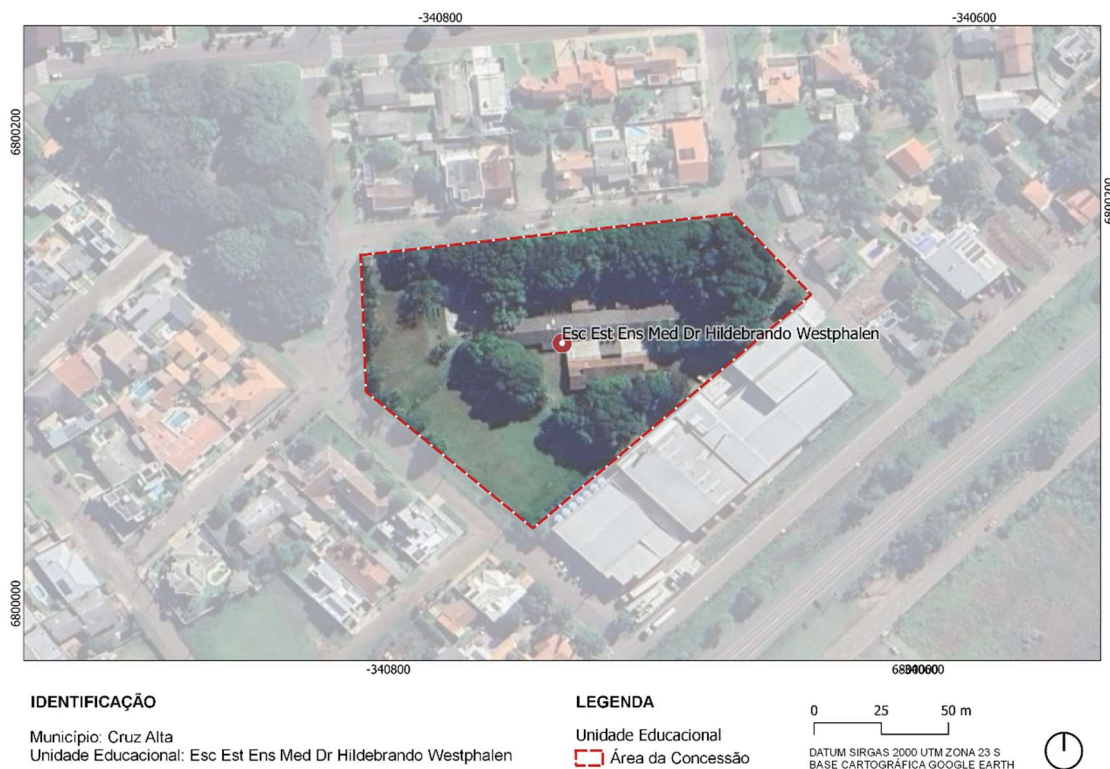 -340800
-340600
6800200
6800200
Esc Est Ens Med Dr Hildebrando Westphalen
6800000
-340800
IDENTIFICAÇÃO
Município: Cruz Alta
Unidade Educacional: Esc Est Ens Med Dr Hildebrando Westphalen
LEGENDA
Unidade Educacional
Área da Concessão
0 25 50 m
DATUM SIRGAS 2000 UTM ZONA 23 S
BASE CARTOGRÁFICA GOOGLE EARTH